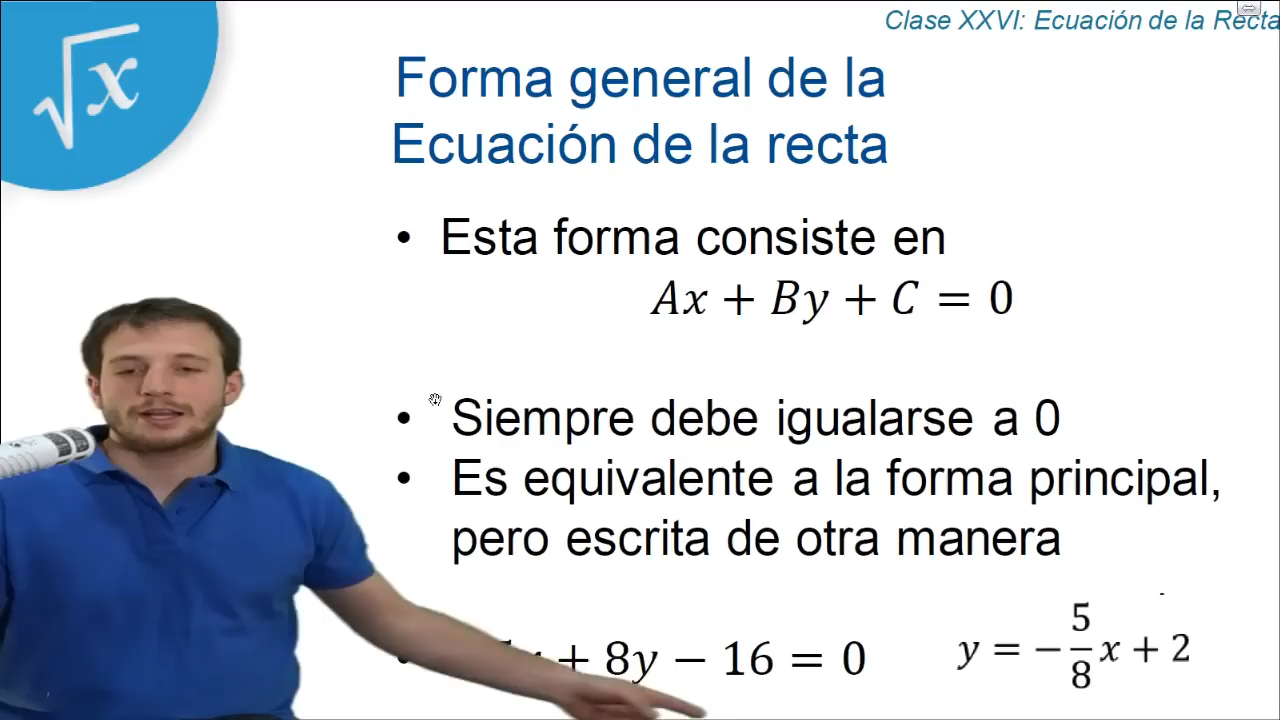 Clase XXVI: Ecuación de la Recta
√x
Forma general de la
Ecuación de la recta
• Esta forma consiste en
Ax + By + C = 0
• Siempre debe igualarse a 0
• Es equivalente a la forma principal,
pero escrita de otra manera
• + 8y − 16 = 0
y = −5/8 x + 2